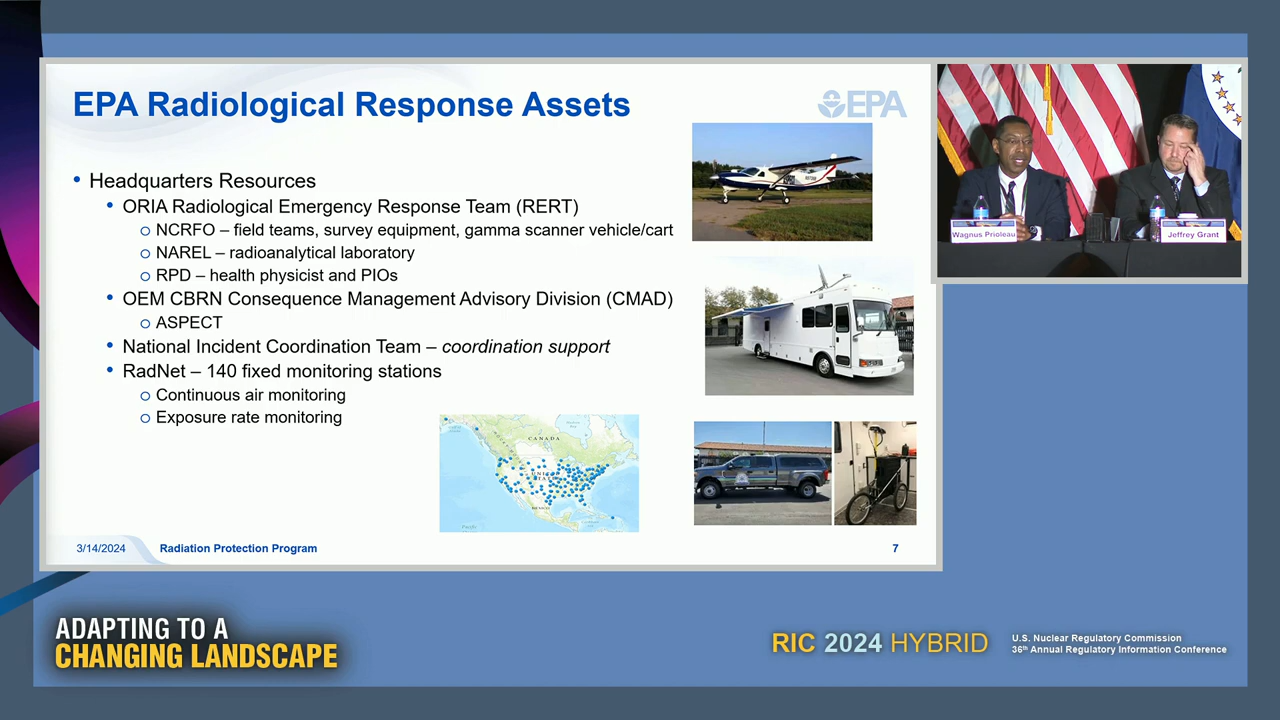 EPA Radiological Response Assets
EPA
• Headquarters Resources
• ORIA Radiological Emergency Response Team (RERT)
o NCRFO – field teams, survey equipment, gamma scanner vehicle/cart
o NAREL – radioanalytical laboratory
o RPD – health physicist and PIOs
• OEM CBRN Consequence Management Advisory Division (CMAD)
o ASPECT
• National Incident Coordination Team – coordination support
• RadNet – 140 fixed monitoring stations
o Continuous air monitoring
o Exposure rate monitoring
CANADA
MEXICO
3/14/2024
Radiation Protection Program
7
Wagnus Prioleau
Jeffrey Grant
ADAPTING TO A
CHANGING LANDSCAPE
RIC 2024 HYBRID
U.S. Nuclear Regulatory Commission
36th Annual Regulatory Information Conference